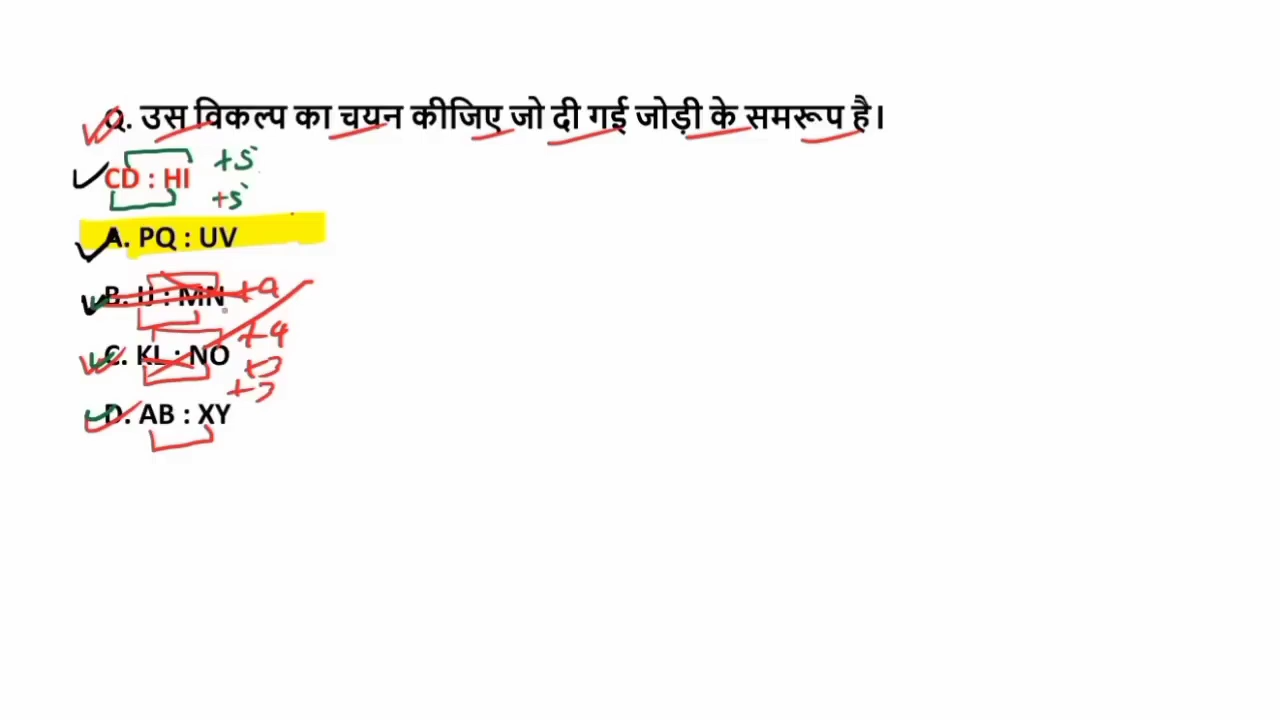 Q. उस विकल्प का चयन कीजिए जो दी गई जोड़ी के समरूप है।
CD : HI +5
+5
A. PQ : UV
B. IJ : MN
+4
C. KL : NO +3
+3
D. AB : XY